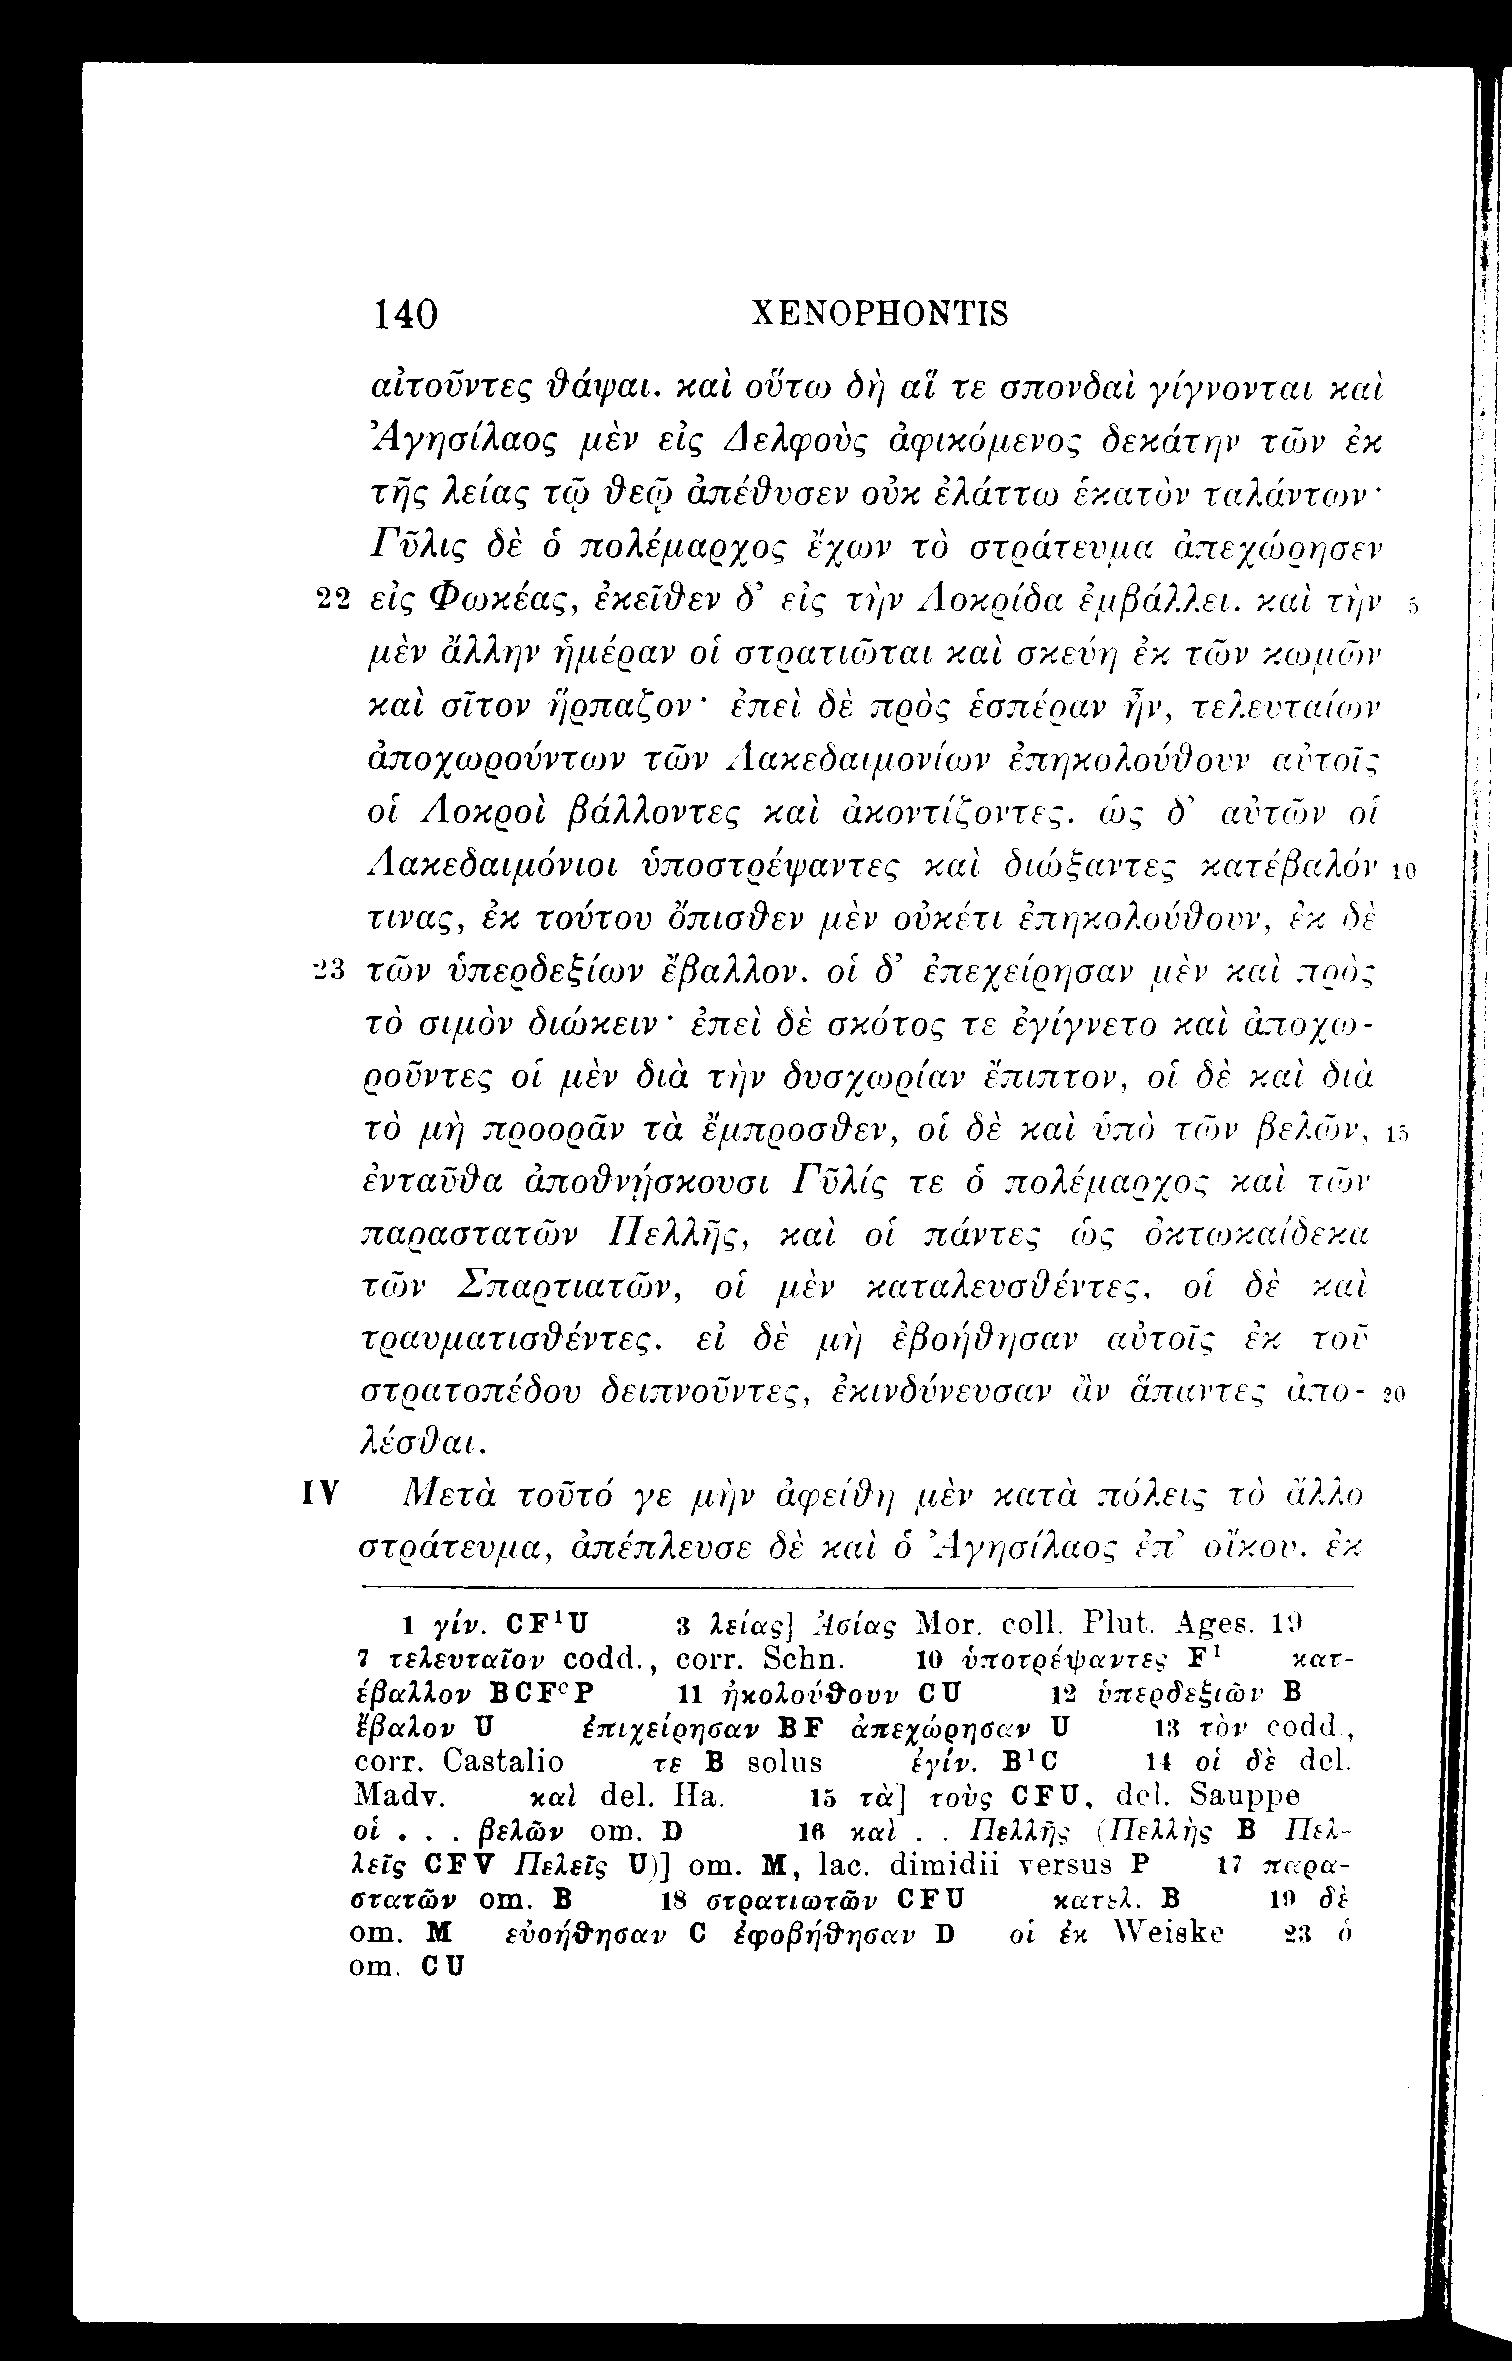 140 XENOPHONTIS
αἰτοῦντες θάψαι. καὶ οὕτω δὴ αἵ τε σπονδαὶ γίγνονται καὶ
Ἀγησίλαος μὲν εἰς Δελφοὺς ἀφικόμενος δεκάτην τῶν ἐκ
τῆς λείας τῷ θεῷ ἀπέθυσεν οὐκ ἐλάττω ἑκατὸν ταλάντων·
Γῦλις δὲ ὁ πολέμαρχος ἔχων τὸ στράτευμα ἀπεχώρησεν
22 εἰς Φωκέας, ἐκεῖθεν δ’ εἰς τὴν Λοκρίδα ἐμβάλλει. καὶ τὴν 5
μὲν ἄλλην ἡμέραν οἱ στρατιῶται καὶ σκεύη ἐκ τῶν κωμῶν
καὶ σῖτον ἥρπαζον· ἐπεὶ δὲ πρὸς ἑσπέραν ἦν, τελευταίων
ἀποχωρούντων τῶν Λακεδαιμονίων ἐπηκολούθουν αὐτοῖς
οἱ Λοκροὶ βάλλοντες καὶ ἀκοντίζοντες. ὡς δ’ αὐτῶν οἱ
Λακεδαιμόνιοι ὑποστρέψαντες καὶ διώξαντες κατέβαλόν 10
τινας, ἐκ τούτου ὄπισθεν μὲν οὐκέτι ἐπηκολούθουν, ἐκ δὲ
23 τῶν ὑπερδεξίων ἔβαλλον. οἱ δ’ ἐπεχείρησαν μὲν καὶ πρὸς
τὸ σιμὸν διώκειν· ἐπεὶ δὲ σκότος τε ἐγίγνετο καὶ ἀποχω-
ροῦντες οἱ μὲν διὰ τὴν δυσχωρίαν ἔπιπτον, οἱ δὲ καὶ διὰ
τὸ μὴ προορᾶν τὰ ἔμπροσθεν, οἱ δὲ καὶ ὑπὸ τῶν βελῶν, 15
ἐνταῦθα ἀποθνῄσκουσι Γῦλίς τε ὁ πολέμαρχος καὶ τῶν
παραστατῶν Πελλῆς, καὶ οἱ πάντες ὡς ὀκτωκαίδεκα
τῶν Σπαρτιατῶν, οἱ μὲν καταλευσθέντες, οἱ δὲ καὶ
τραυματισθέντες. εἰ δὲ μὴ ἐβοήθησαν αὐτοῖς ἐκ τοῦ
στρατοπέδου δειπνοῦντες, ἐκινδύνευσαν ἂν ἅπαντες ἀπο- 20
λέσθαι.
IV Μετὰ τοῦτό γε μὴν ἀφείθη μὲν κατὰ πόλεις τὸ ἄλλο
στράτευμα, ἀπέπλευσε δὲ καὶ ὁ Ἀγησίλαος ἐπ’ οἴκου. ἐκ
1 γίν. CF¹U 3 λείας] Ἀσίας Mor. coll. Plut. Ages. 19
7 τελευταῖον codd., corr. Schn. 10 ὑποτρέψαντες F¹ κατ-
έβαλλον BCFᶜP 11 ἠκολούθουν CU 12 ὑπερδεξιῶν B
ἔβαλον U ἐπιχείρησαν BF ἀπεχώρησαν U 13 τὸν codd.,
corr. Castalio τε B solus ἐγίν. B¹C 14 οἱ δὲ del.
Madv. καὶ del. Ha. 15 τὰ] τοὺς CFU, del. Sauppe
οἱ . . . βελῶν om. D 16 καὶ . . Πελλῆς (Πελλὴς B Πελ-
λεῖς CFV Πελεῖς U)] om. M, lac. dimidii versus P 17 παρα-
στατῶν om. B 18 στρατιωτῶν CFU κατελ. B 19 δὲ
om. M εὐοήθησαν C ἐφοβήθησαν D οἱ ἐκ Weiske 23 ὁ
om. CU